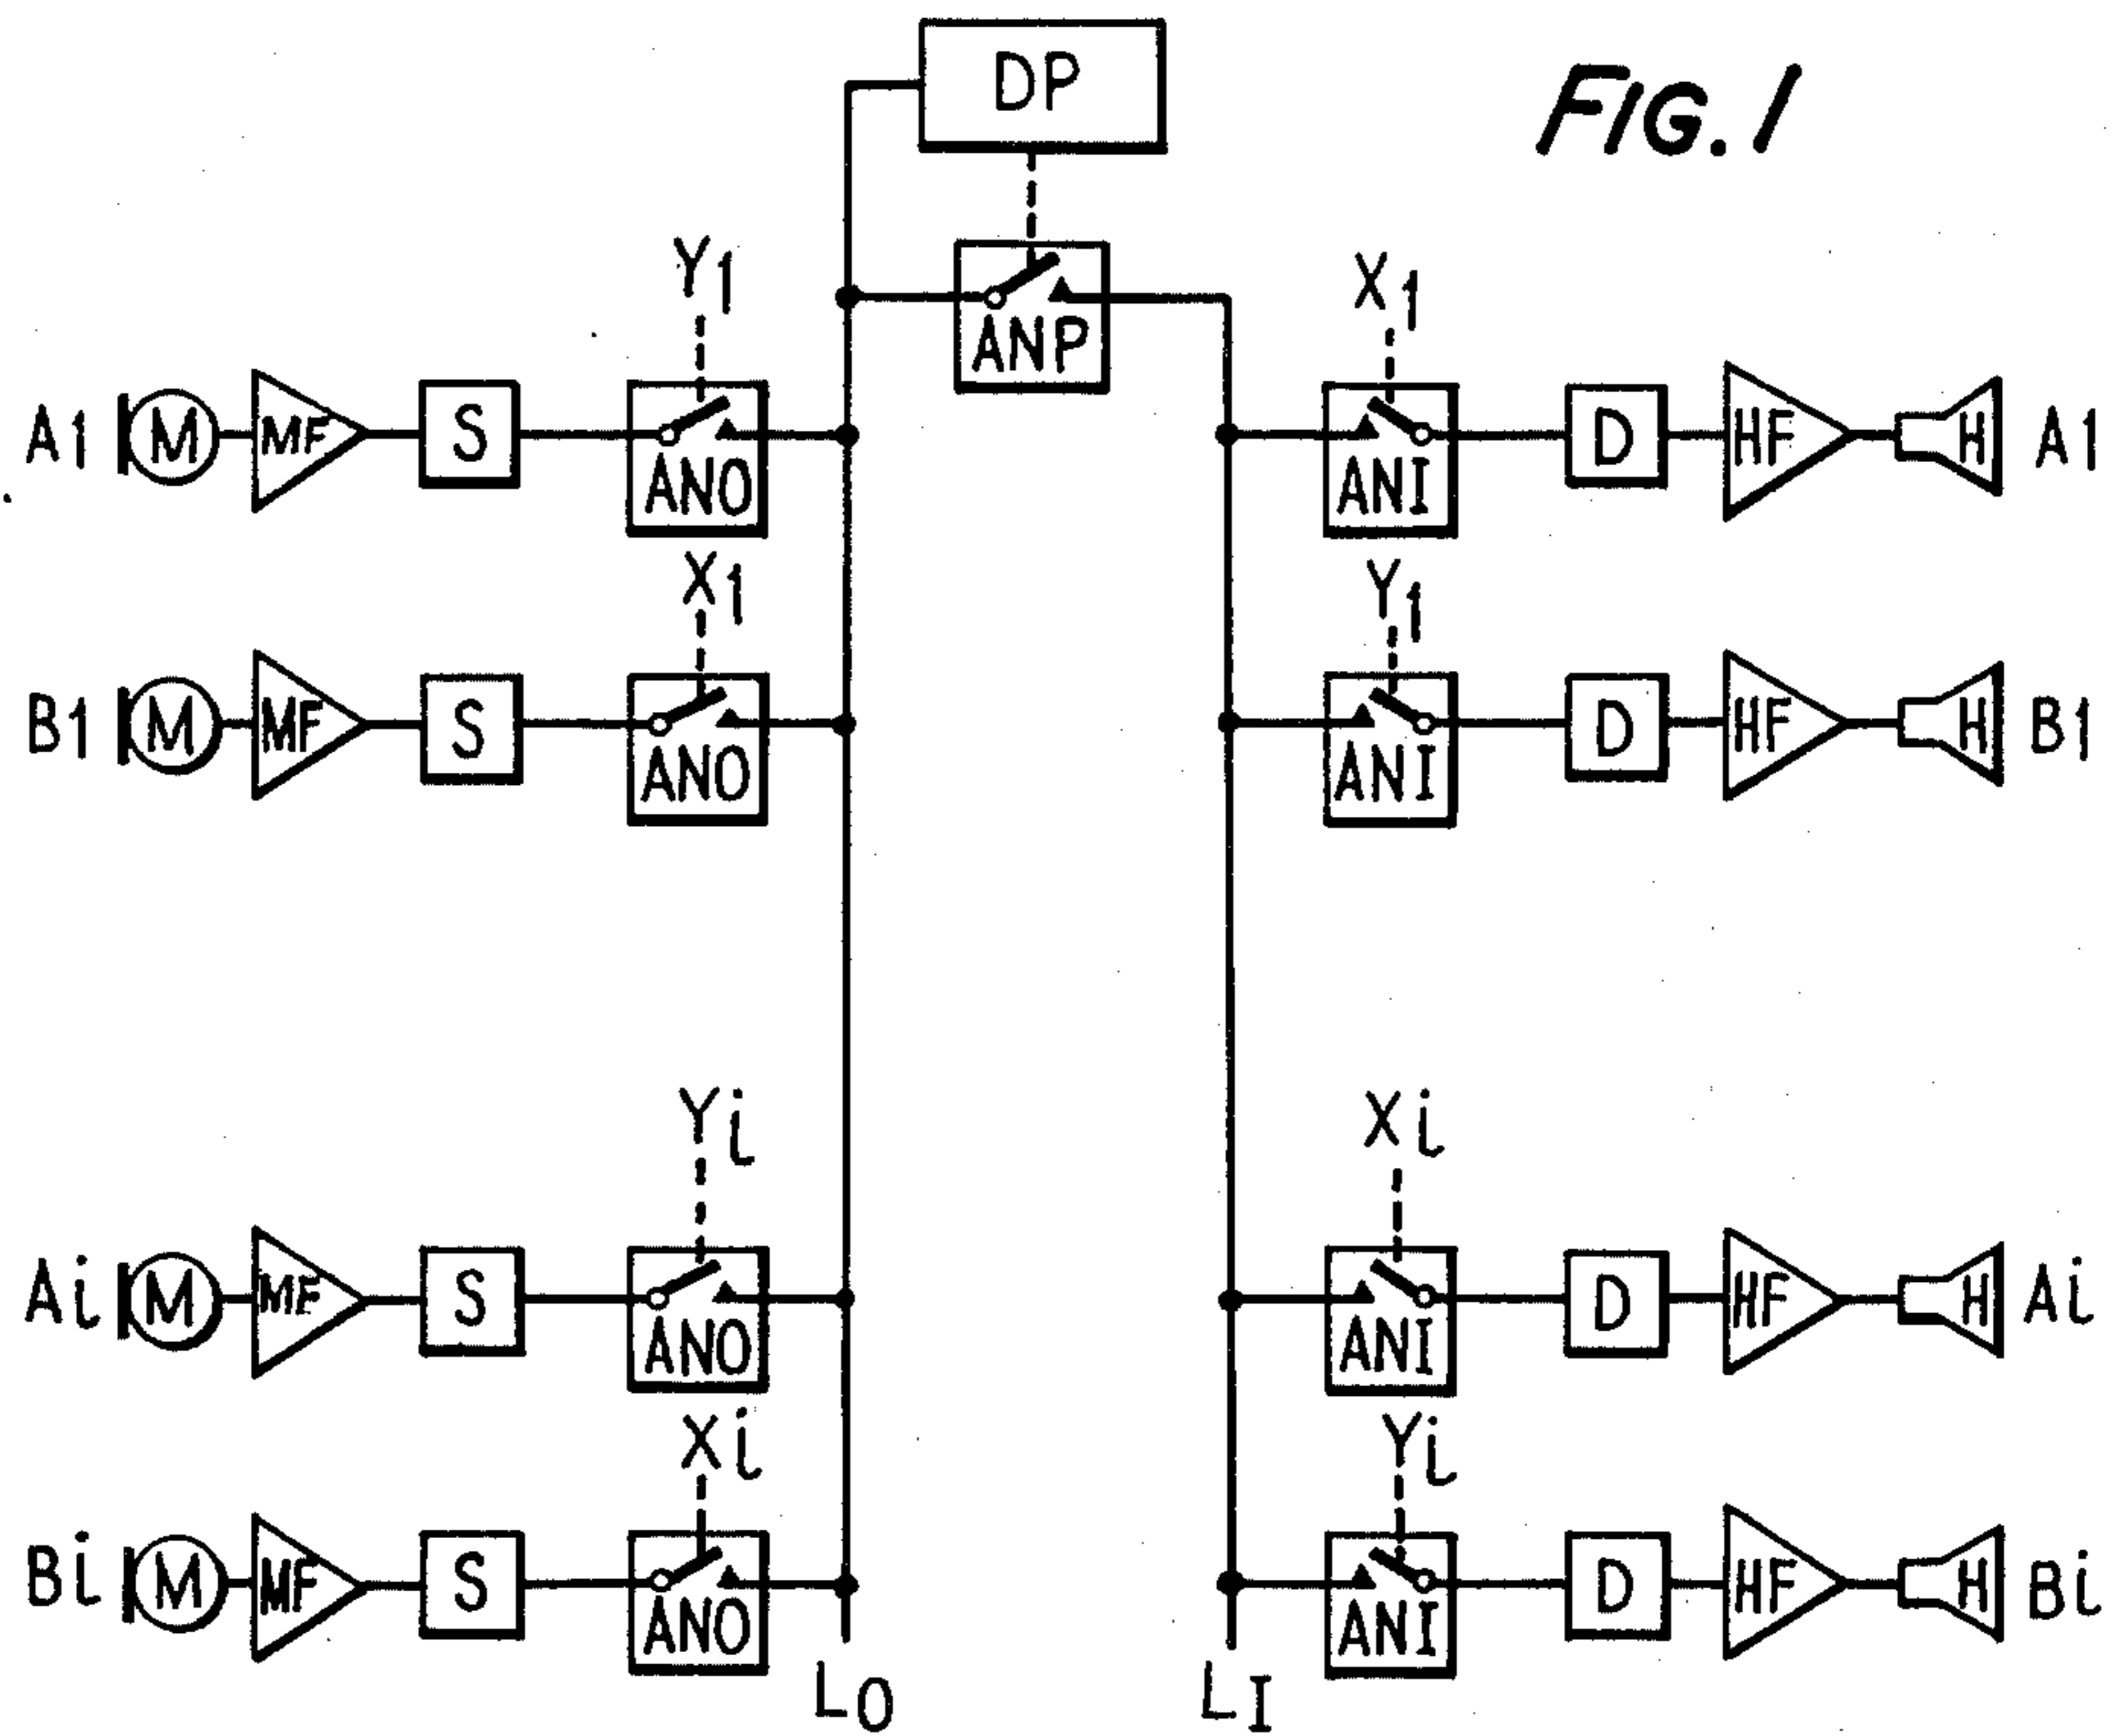 DP
FIG. 1
ANP
Y1
X1
A1 M MF S ANO ANI D HF H A1
X1
Y1
B1 M MF S ANO ANI D HF H B1
Yi
Xi
Ai M MF S ANO ANI D HF H Ai
Xi
Yi
Bi M MF S ANO ANI D HF H Bi
LO
LI